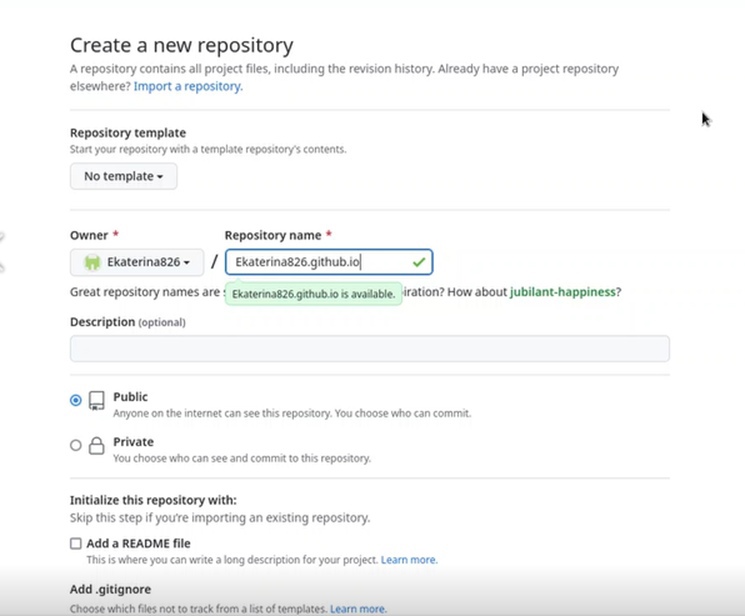 Create a new repository
A repository contains all project files, including the revision history. Already have a project repository
elsewhere? Import a repository.
Repository template
Start your repository with a template repository's contents.
No template
Owner * Repository name *
Ekaterina826 / Ekaterina826.github.io
Great repository names are iration? How about jubilant-happiness?
Ekaterina826.github.io is available.
Description (optional)
Public
Anyone on the internet can see this repository. You choose who can commit.
Private
You choose who can see and commit to this repository.
Initialize this repository with:
Skip this step if you're importing an existing repository.
Add a README file
This is where you can write a long description for your project. Learn more.
Add .gitignore
Choose which files not to track from a list of templates. Learn more.